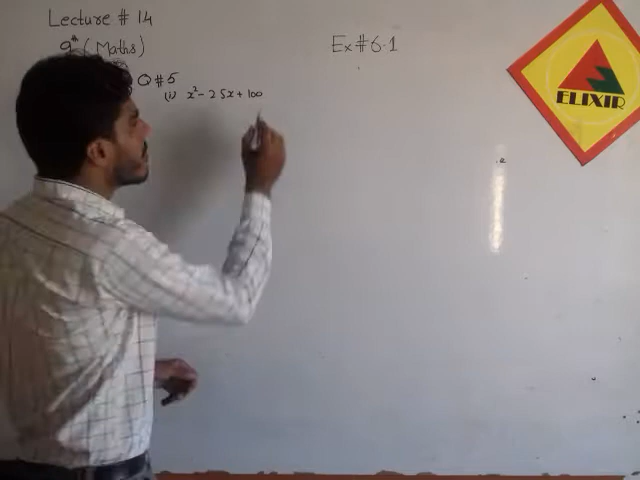 Lecture # 14
9th (Maths)
Ex # 6.1
Q # 5
(i) x² - 25x + 100
ELIXIR